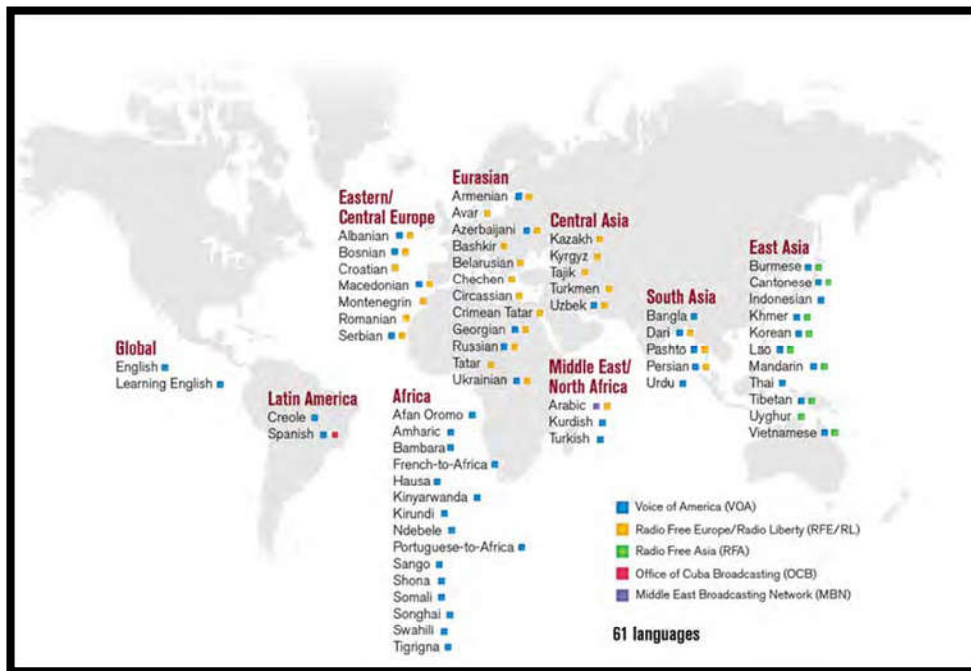 Global
English
Learning English
Latin America
Creole
Spanish
Eastern/
Central Europe
Albanian
Bosnian
Croatian
Macedonian
Montenegrin
Romanian
Serbian
Eurasian
Armenian
Avar
Azerbaijani
Bashkir
Belarusian
Chechen
Circassian
Crimean Tatar
Georgian
Russian
Tatar
Ukrainian
Africa
Afan Oromo
Amharic
Bambara
French-to-Africa
Hausa
Kinyarwanda
Kirundi
Ndebele
Portuguese-to-Africa
Sango
Shona
Somali
Songhai
Swahili
Tigrigna
Central Asia
Kazakh
Kyrgyz
Tajik
Turkmen
Uzbek
Middle East/
North Africa
Arabic
Kurdish
Turkish
South Asia
Bangla
Dari
Pashto
Persian
Urdu
East Asia
Burmese
Cantonese
Indonesian
Khmer
Korean
Lao
Mandarin
Thai
Tibetan
Uyghur
Vietnamese
Voice of America (VOA)
Radio Free Europe/Radio Liberty (RFE/RL)
Radio Free Asia (RFA)
Office of Cuba Broadcasting (OCB)
Middle East Broadcasting Network (MBN)
61 languages